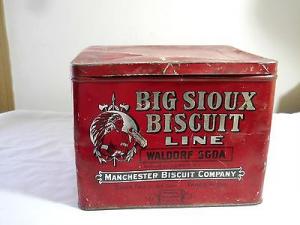 BIG SIOUX
BISCUIT
LINE
WALDORF SODA
MANCHESTER BISCUIT COMPANY